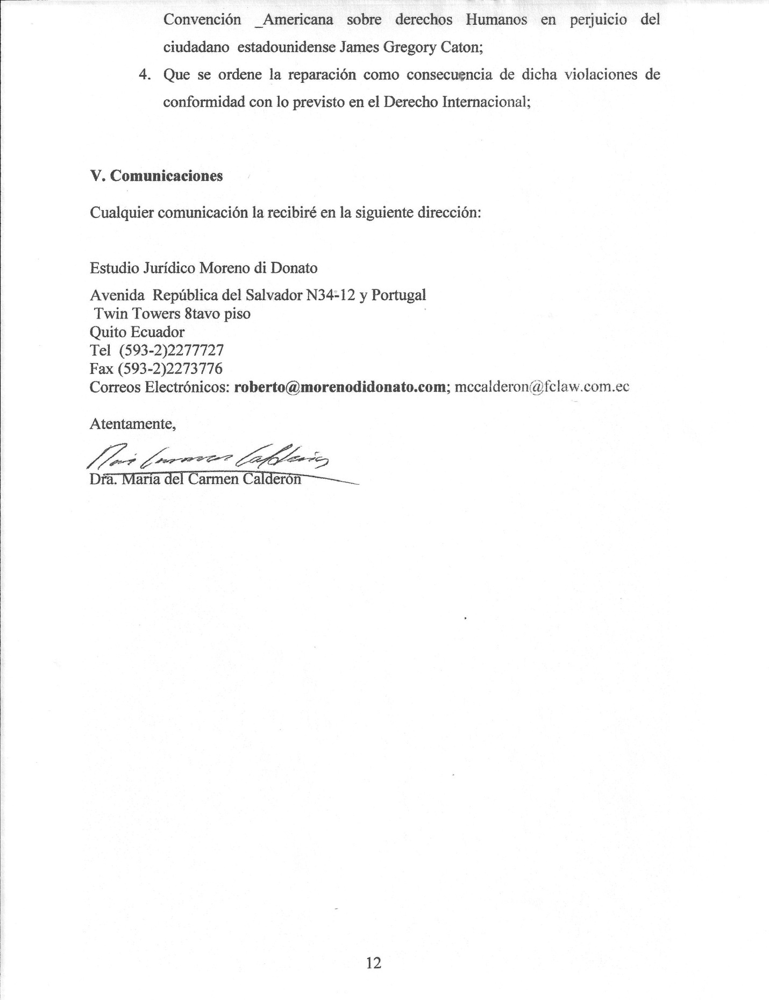 Convención _Americana sobre derechos Humanos en perjuicio del
ciudadano estadounidense James Gregory Caton;
4. Que se ordene la reparación como consecuencia de dicha violaciones de
conformidad con lo previsto en el Derecho Internacional;
V. Comunicaciones
Cualquier comunicación la recibiré en la siguiente dirección:
Estudio Jurídico Moreno di Donato
Avenida República del Salvador N34-12 y Portugal
Twin Towers 8tavo piso
Quito Ecuador
Tel (593-2)2277727
Fax (593-2)2273776
Correos Electrónicos: roberto@morenodidonato.com; mccalderon@fclaw.com.ec
Atentamente,
Maria Carmen Calderón
Dra. María del Carmen Calderón
12